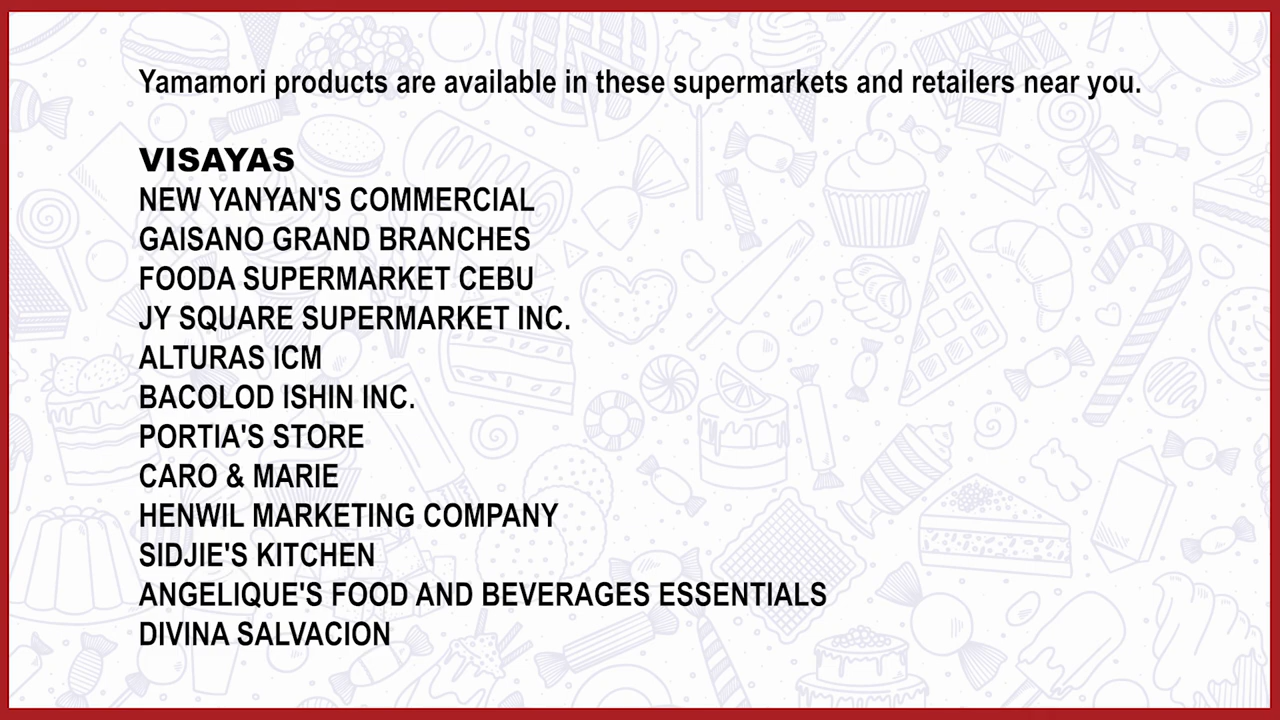 Yamamori products are available in these supermarkets and retailers near you.
VISAYAS
NEW YANYAN'S COMMERCIAL
GAISANO GRAND BRANCHES
FOODA SUPERMARKET CEBU
JY SQUARE SUPERMARKET INC.
ALTURAS ICM
BACOLOD ISHIN INC.
PORTIA'S STORE
CARO & MARIE
HENWIL MARKETING COMPANY
SIDJIE'S KITCHEN
ANGELIQUE'S FOOD AND BEVERAGES ESSENTIALS
DIVINA SALVACION